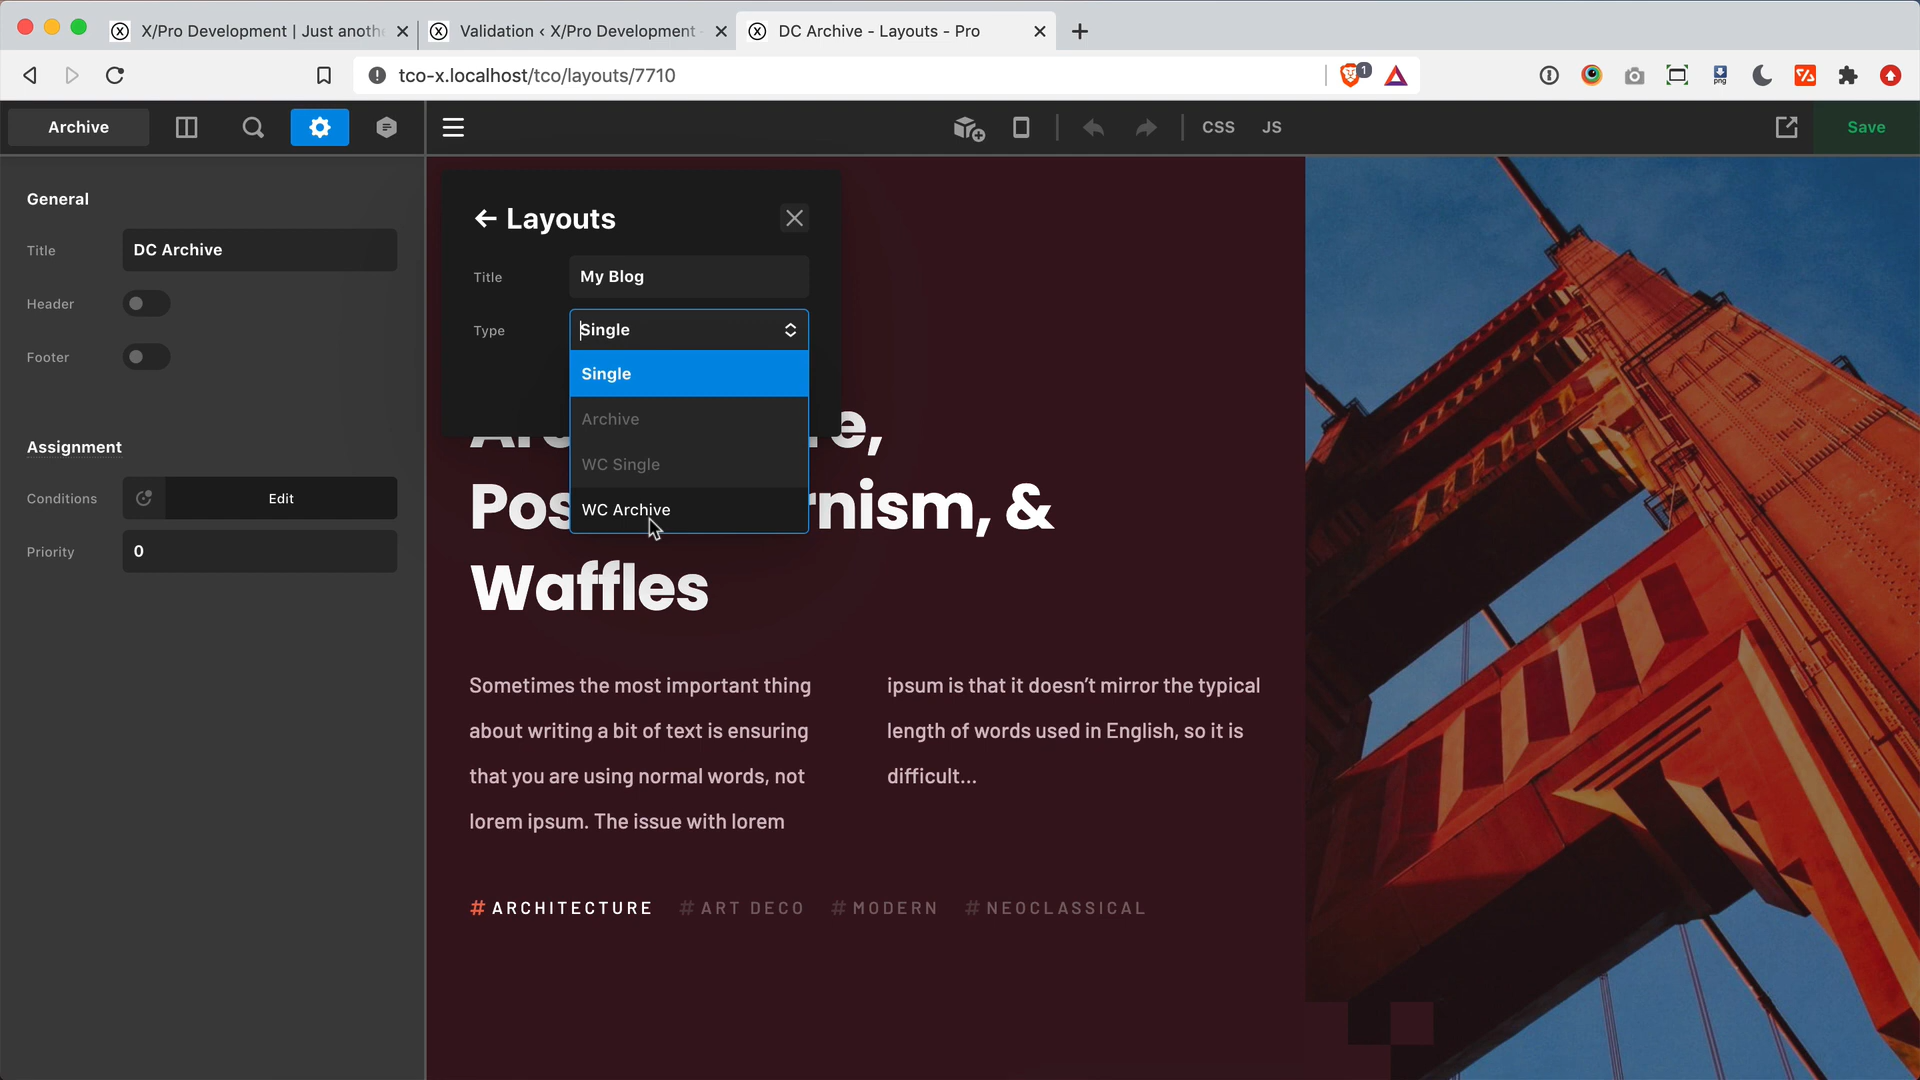 X/Pro Development | Just anoth
Validation ‹ X/Pro Development
DC Archive - Layouts - Pro
tco-x.localhost/tco/layouts/7710
1
png
Archive
CSS
JS
Save
General
Title
DC Archive
Header
Footer
Assignment
Conditions
Edit
Priority
0
Layouts
Title
My Blog
Type
Single
Single
Archive
WC Single
WC Archive
Waffles
Sometimes the most important thing
about writing a bit of text is ensuring
that you are using normal words, not
lorem ipsum. The issue with lorem
ipsum is that it doesn’t mirror the typical
length of words used in English, so it is
difficult...
# ARCHITECTURE
# ART DECO
# MODERN
# NEOCLASSICAL